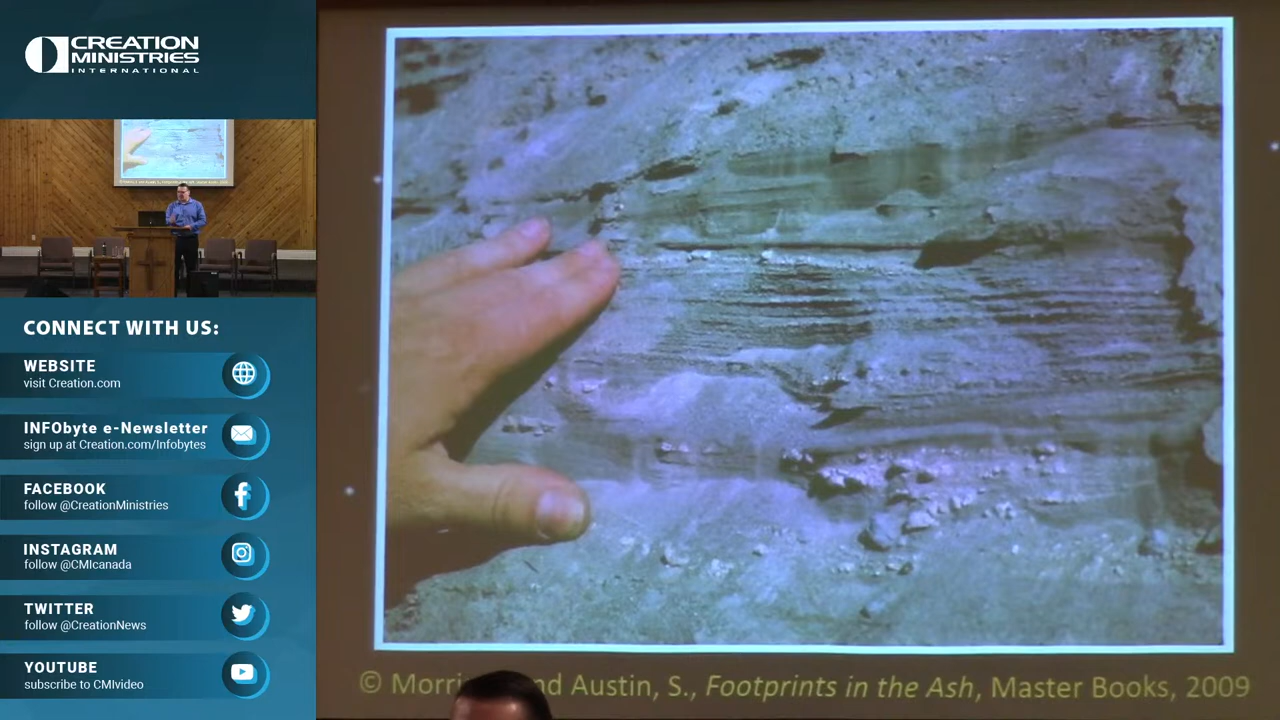 CREATION
MINISTRIES
INTERNATIONAL
CONNECT WITH US:
WEBSITE
visit Creation.com
INFObyte e-Newsletter
sign up at Creation.com/Infobytes
FACEBOOK
follow @CreationMinistries
INSTAGRAM
follow @CMIcanada
TWITTER
follow @CreationNews
YOUTUBE
subscribe to CMIvideo
© Austin, S., Footprints in the Ash, Master Books, 2009